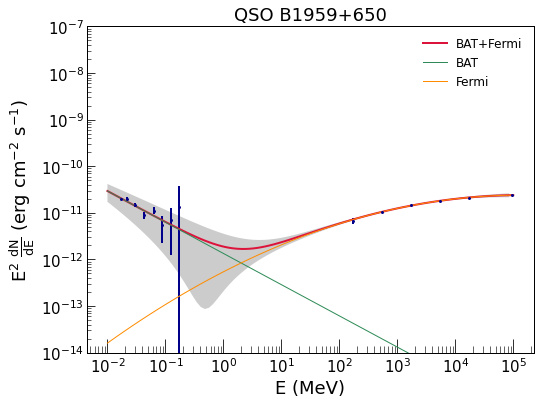 QSO B1959+650
BAT+Fermi
BAT
Fermi
E² dN/dE (erg cm⁻² s⁻¹)
10⁻⁷
10⁻⁸
10⁻⁹
10⁻¹⁰
10⁻¹¹
10⁻¹²
10⁻¹³
10⁻¹⁴
10⁻² 10⁻¹ 10⁰ 10¹ 10² 10³ 10⁴ 10⁵
E (MeV)